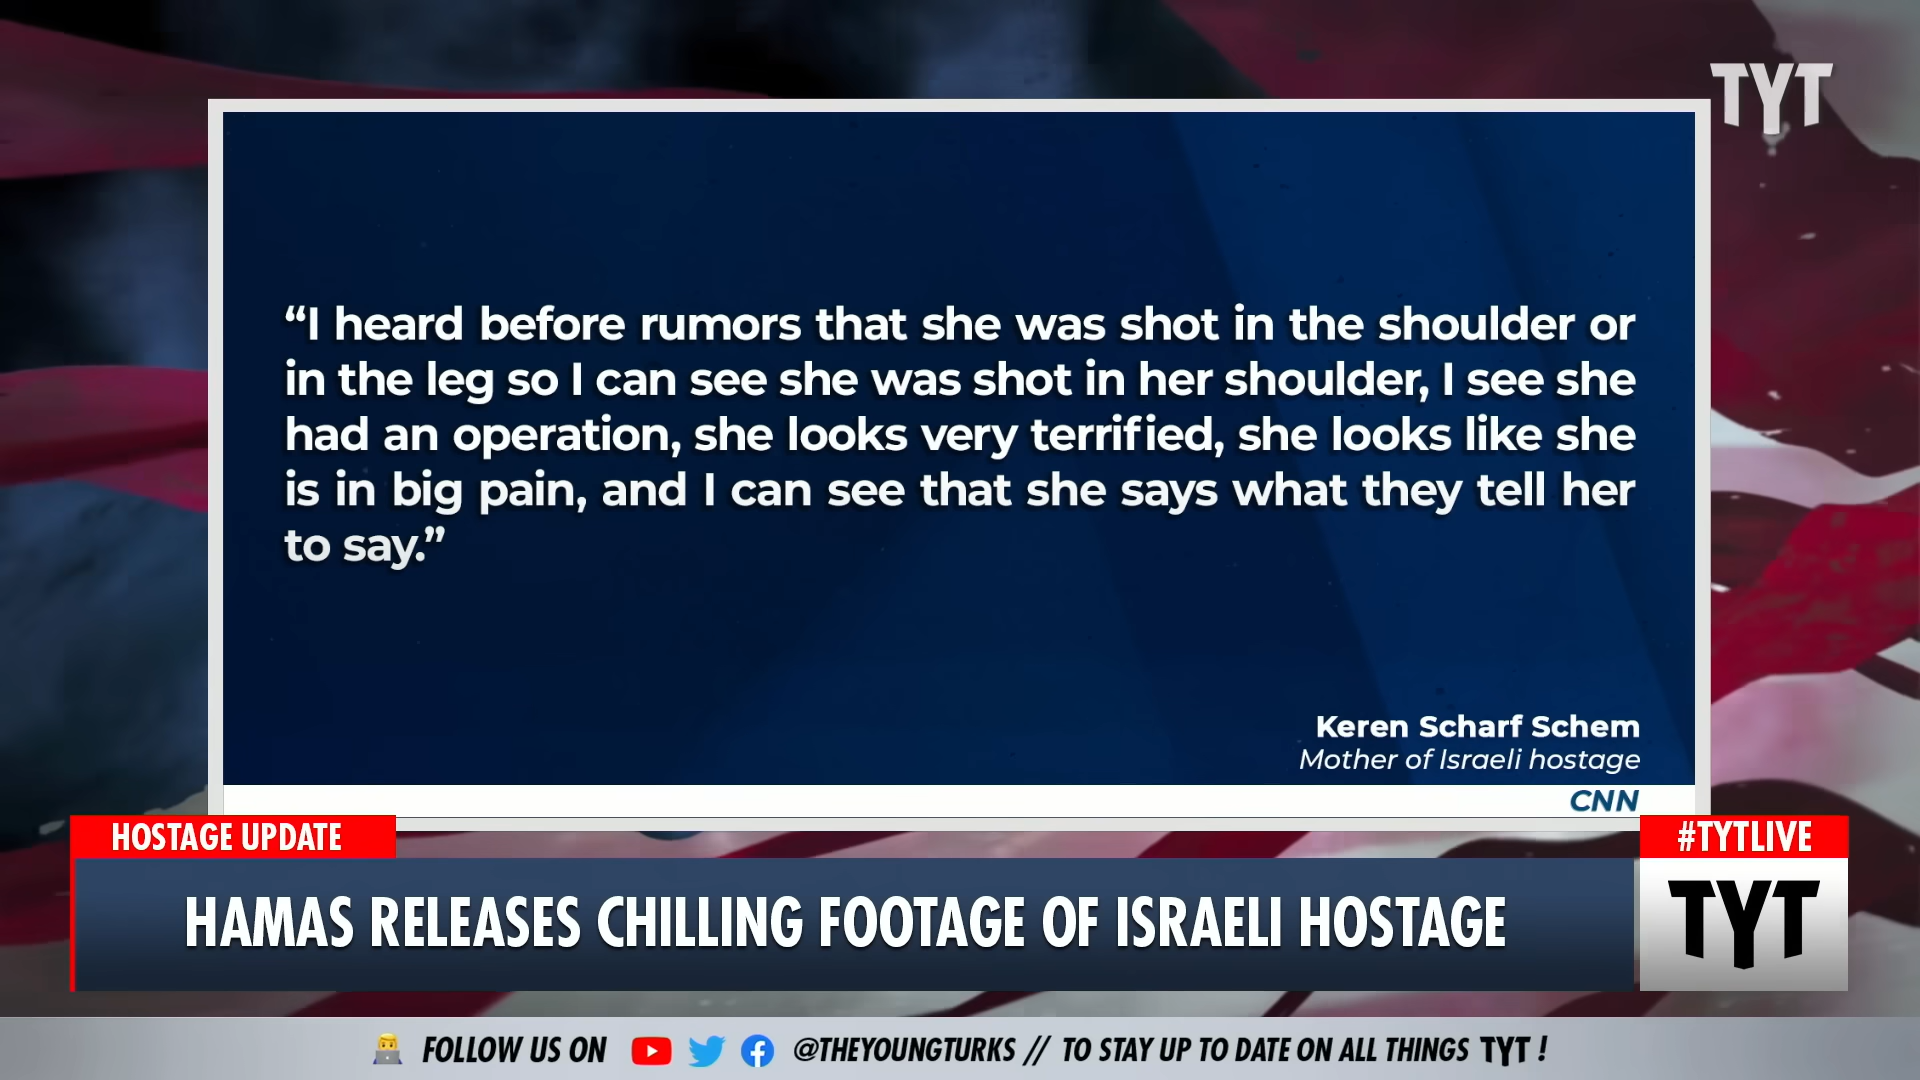 TYT
“I heard before rumors that she was shot in the shoulder or
in the leg so I can see she was shot in her shoulder, I see she
had an operation, she looks very terrified, she looks like she
is in big pain, and I can see that she says what they tell her
to say.”
Keren Scharf Schem
Mother of Israeli hostage
CNN
HOSTAGE UPDATE
#TYTLIVE
HAMAS RELEASES CHILLING FOOTAGE OF ISRAELI HOSTAGE
TYT
FOLLOW US ON @THEYOUNGTURKS // TO STAY UP TO DATE ON ALL THINGS TYT !